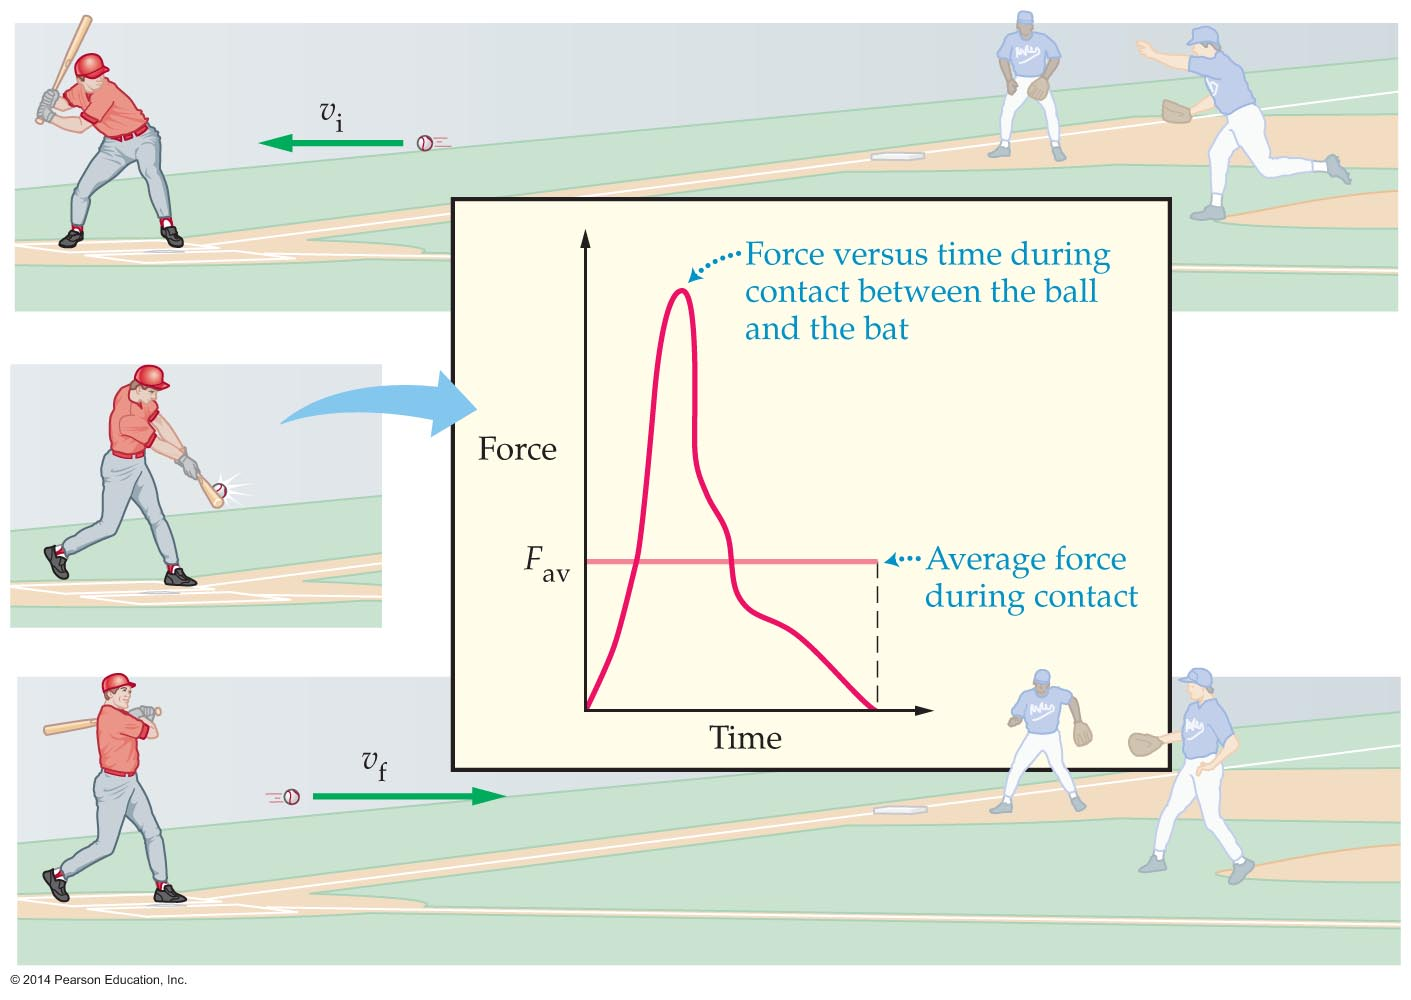 v_i
Force versus time during
contact between the ball
and the bat
Force
F_av
Average force
during contact
Time
v_f
© 2014 Pearson Education, Inc.